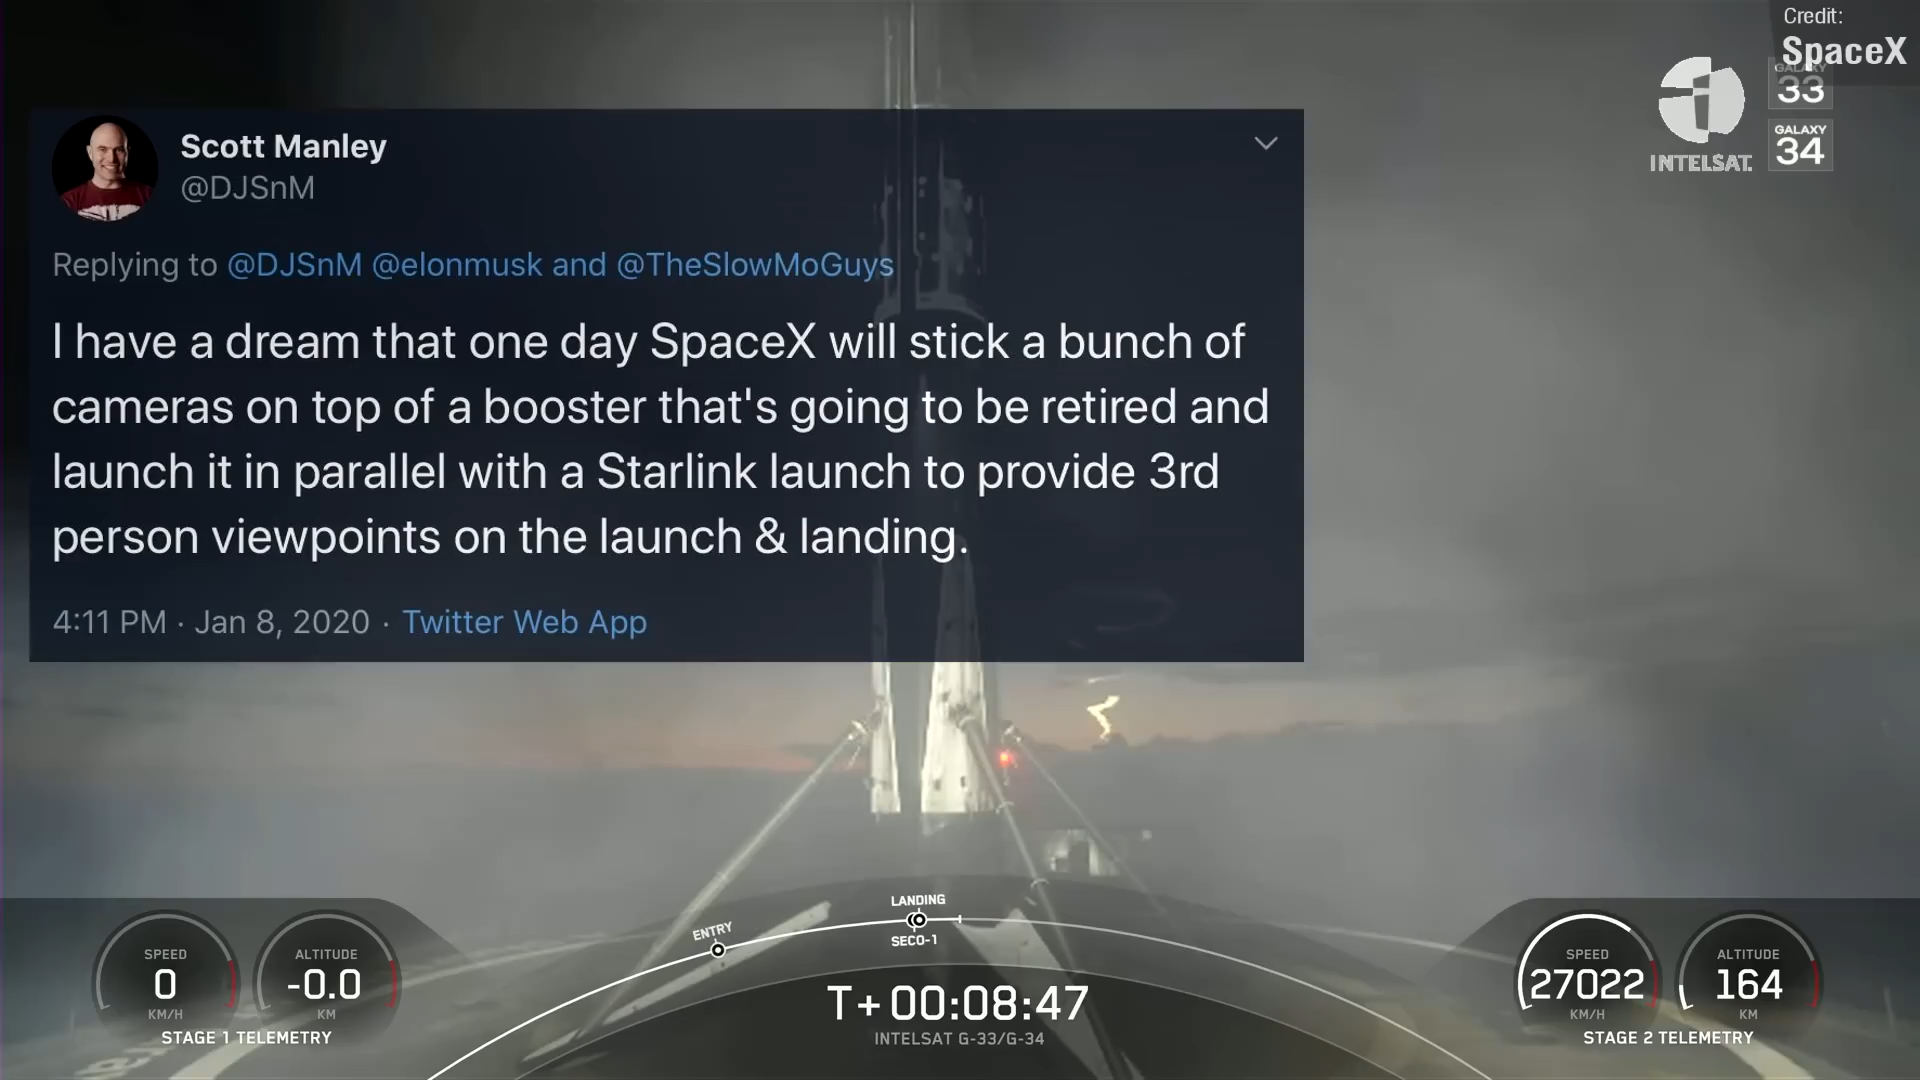 Credit:
SpaceX
INTELSAT.
GALAXY
33
GALAXY
34
Scott Manley
@DJSnM
Replying to @DJSnM @elonmusk and @TheSlowMoGuys
I have a dream that one day SpaceX will stick a bunch of
cameras on top of a booster that's going to be retired and
launch it in parallel with a Starlink launch to provide 3rd
person viewpoints on the launch & landing.
4:11 PM · Jan 8, 2020 · Twitter Web App
SPEED
0
KM/H
ALTITUDE
-0.0
KM
STAGE 1 TELEMETRY
ENTRY
LANDING
SECO-1
T+00:08:47
INTELSAT G-33/G-34
SPEED
27022
KM/H
ALTITUDE
164
KM
STAGE 2 TELEMETRY